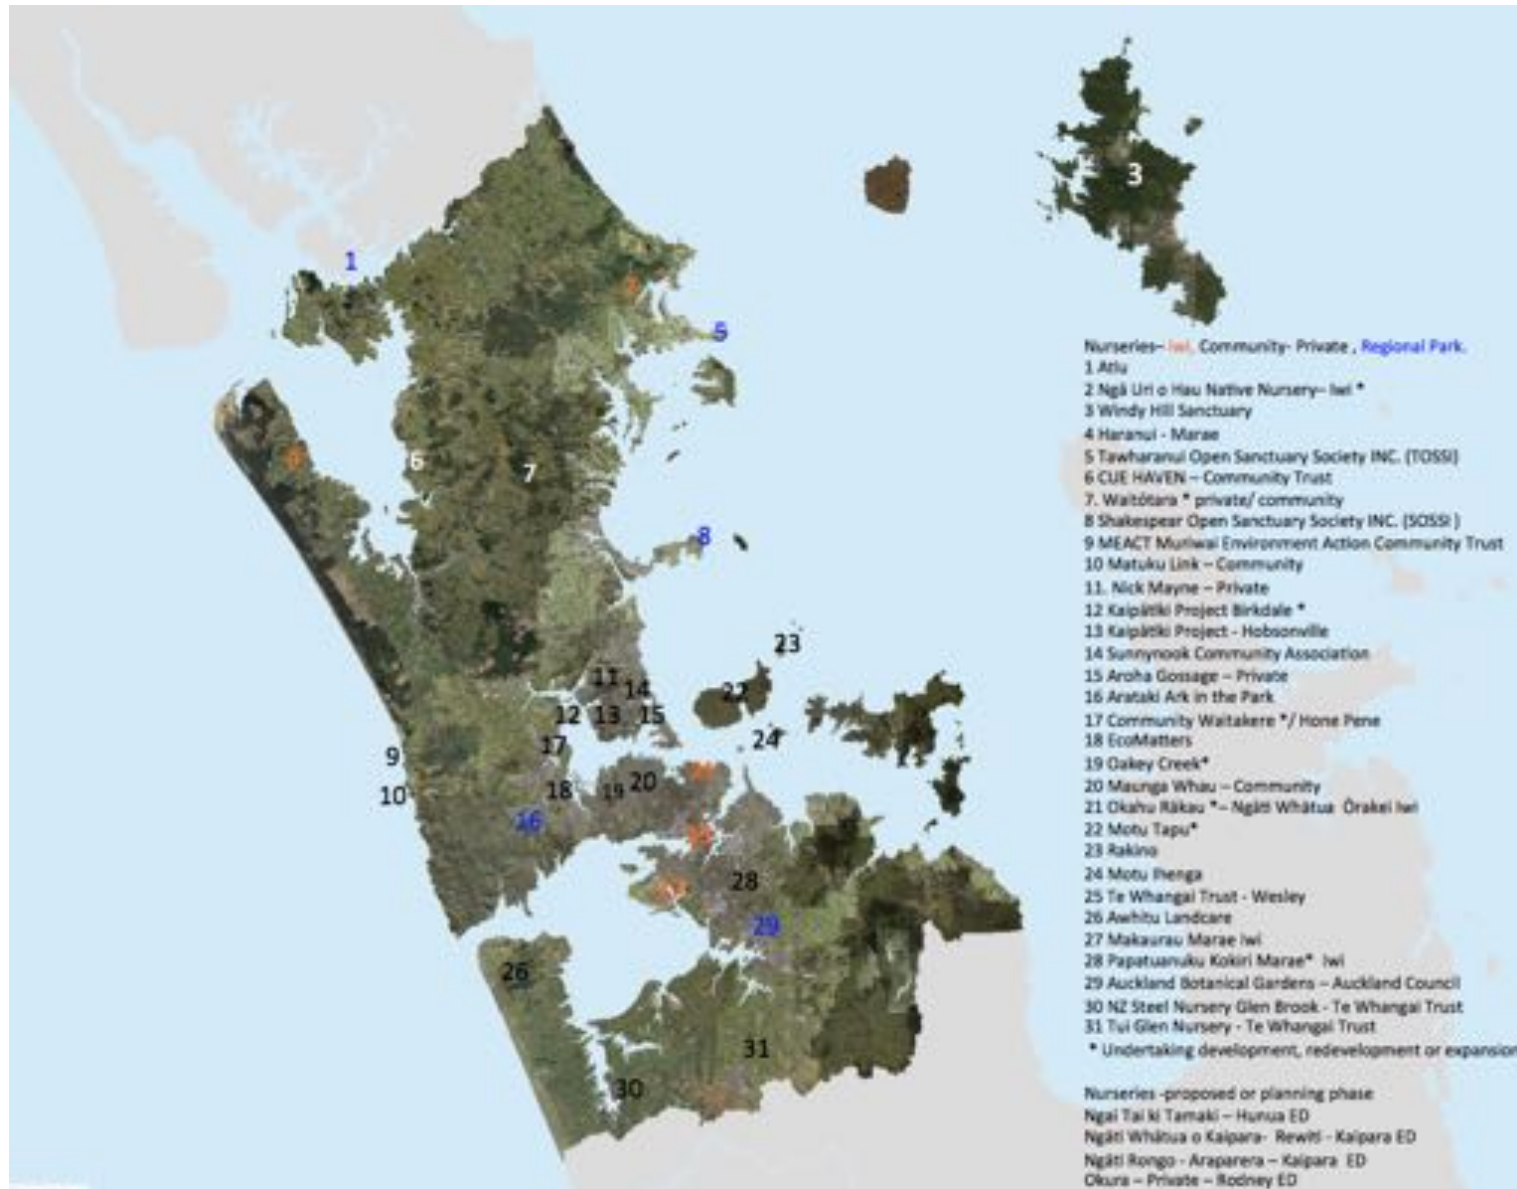 3
1
5
6
7
8
23
11
14
22
12
13
15
17
24
9
18
19
20
10
16
28
29
26
31
30
Nurseries– Iwi, Community- Private , Regional Park.
1 Atiu
2 Ngā Uri o Hau Native Nursery– Iwi *
3 Windy Hill Sanctuary
4 Haranui - Marae
5 Tawharanui Open Sanctuary Society INC. (TOSSI)
6 CUE HAVEN – Community Trust
7. Waitōtara * private/ community
8 Shakespear Open Sanctuary Society INC. (SOSSI )
9 MEACT Muriwai Environment Action Community Trust
10 Matuku Link – Community
11. Nick Mayne – Private
12 Kaipātiki Project Birkdale *
13 Kaipātiki Project - Hobsonville
14 Sunnynook Community Association
15 Aroha Gossage – Private
16 Arataki Ark in the Park
17 Community Waitakere */ Hone Pene
18 EcoMatters
19 Oakey Creek*
20 Maunga Whau – Community
21 Okahu Rākau *– Ngāti Whātua Ōrakei Iwi
22 Motu Tapu*
23 Rakino
24 Motu Ihenga
25 Te Whangai Trust - Wesley
26 Awhitu Landcare
27 Makaurau Marae Iwi
28 Papatuanuku Kokiri Marae* Iwi
29 Auckland Botanical Gardens – Auckland Council
30 NZ Steel Nursery Glen Brook - Te Whangai Trust
31 Tui Glen Nursery - Te Whangai Trust
* Undertaking development, redevelopment or expansion
Nurseries -proposed or planning phase
Ngai Tai ki Tamaki – Hunua ED
Ngāti Whātua o Kaipara- Rewiti - Kaipara ED
Ngāti Rongo - Araparera – Kaipara ED
Okura – Private – Rodney ED